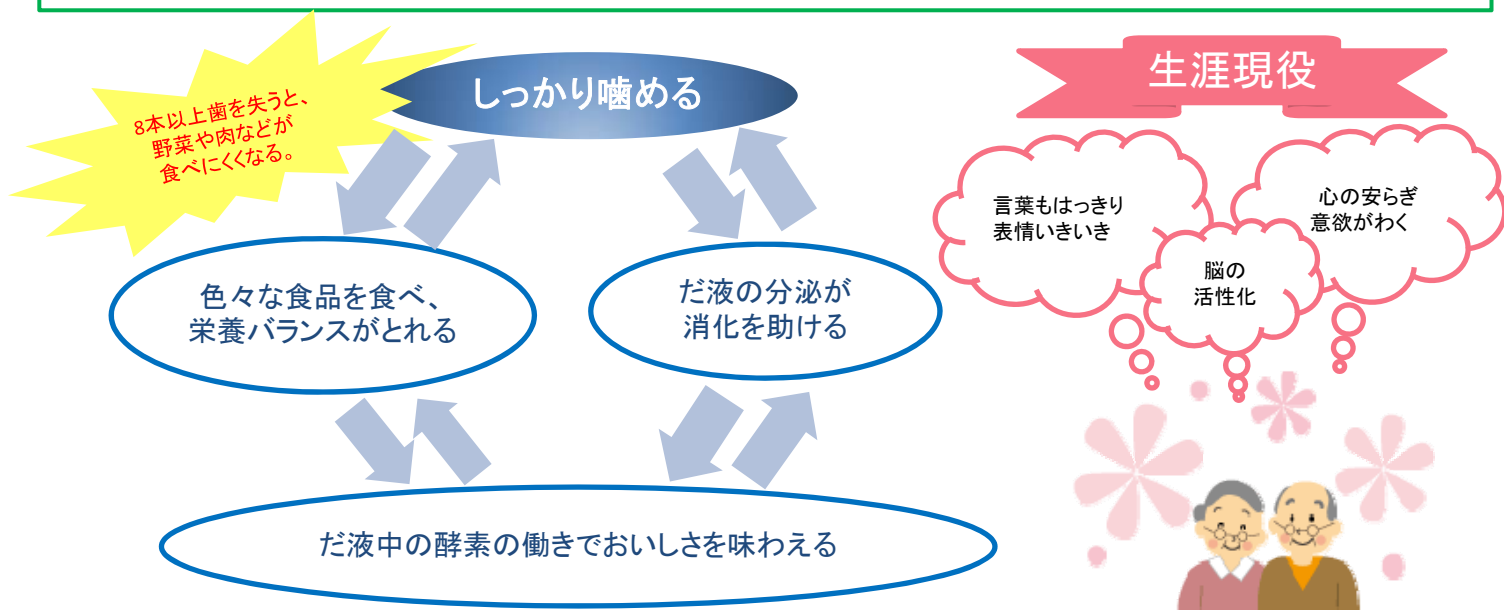 しっかり噛める
8本以上歯を失うと、
野菜や肉などが
食べにくくなる。
色々な食品を食べ、
栄養バランスがとれる
だ液の分泌が
消化を助ける
だ液中の酵素の働きでおいしさを味わえる
生涯現役
言葉もはっきり
表情いきいき
心の安らぎ
意欲がわく
脳の
活性化